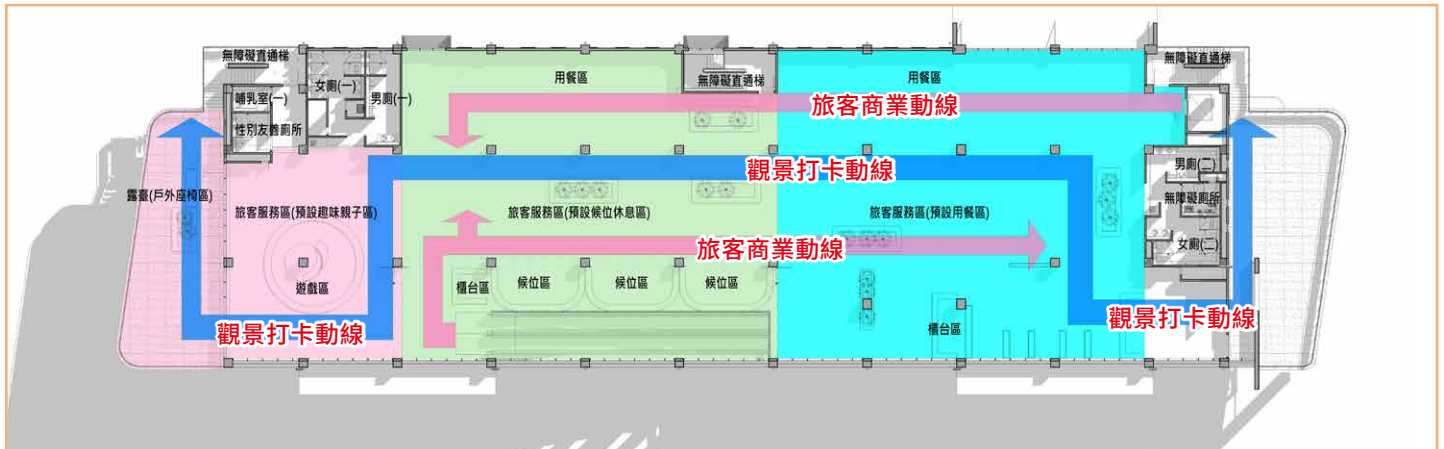 無障礙直通梯
哺乳室(一)
性別友善廁所
女廁(一)
男廁(一)
用餐區
無障礙直通梯
用餐區
無障礙直通梯
旅客商業動線
觀景打卡動線
男廁(二)
無障礙廁所
女廁(二)
露臺(戶外座椅區)
旅客服務區(預設趣味親子區)
旅客服務區(預設候位休息區)
旅客服務區(預設用餐區)
旅客商業動線
遊戲區
櫃台區
候位區
候位區
候位區
櫃台區
觀景打卡動線
觀景打卡動線